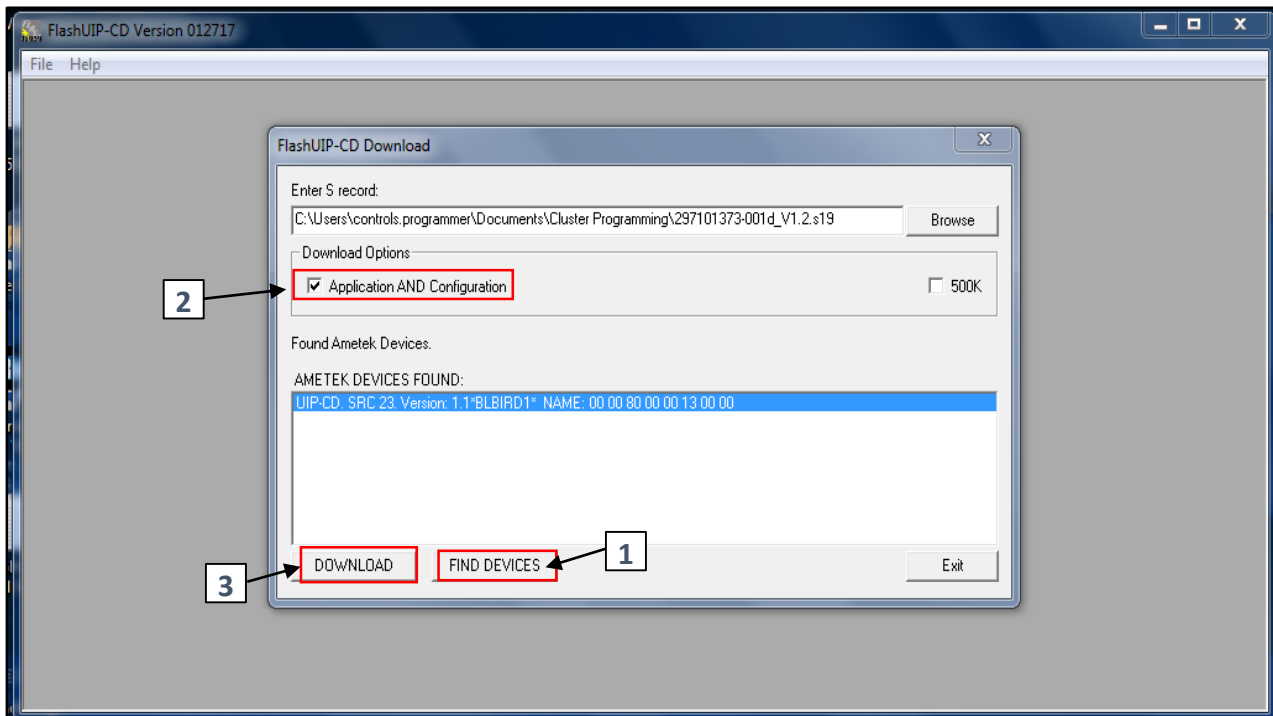 FlashUIP-CD Version 012717
File Help
FlashUIP-CD Download
Enter S record:
C:\Users\controls.programmer\Documents\Cluster Programming\297101373-001d_V1.2.s19
Browse
Download Options
2
Application AND Configuration
500K
Found Ametek Devices.
AMETEK DEVICES FOUND:
UIP-CD. SRC 23. Version: 1.1*BLBIRD1* NAME: 00 00 80 00 00 13 00 00
1
3
DOWNLOAD
FIND DEVICES
Exit